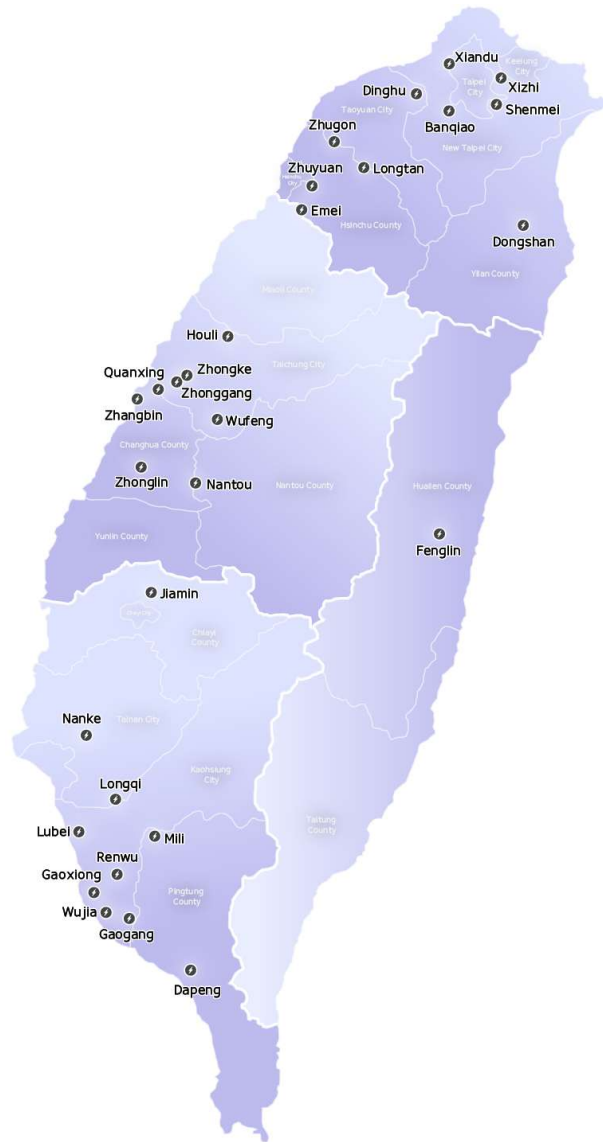 Xiandu
Keelung
City
Taipei
City
Xizhi
Dinghu
Taoyuan City
Shenmei
Banqiao
Zhugon
New Taipei City
Zhuyuan
Longtan
Hsinchu
City
Emei
Hsinchu County
Dongshan
Yilan County
Miaoli County
Houli
Taichung City
Quanxing
Zhongke
Zhonggang
Zhangbin
Wufeng
Changhua County
Zhonglin
Nantou
Nantou County
Hualien County
Yunlin County
Fenglin
Jiamin
Chiayi
County
Nanke
Tainan City
Kaohsiung
City
Longqi
Taitung
County
Lubei
Mili
Renwu
Gaoxiong
Pingtung
County
Wujia
Gaogang
Dapeng